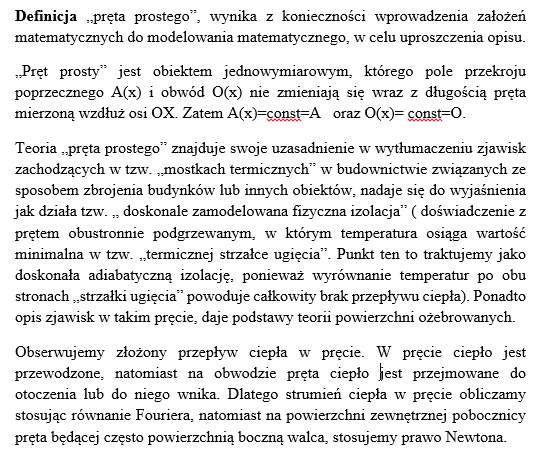 Definicja „pręta prostego”, wynika z konieczności wprowadzenia założeń
matematycznych do modelowania matematycznego, w celu uproszczenia opisu.
„Pręt prosty” jest obiektem jednowymiarowym, którego pole przekroju
poprzecznego A(x) i obwód O(x) nie zmieniają się wraz z długością pręta
mierzoną wzdłuż osi OX. Zatem A(x)=const=A oraz O(x)= const=O.
Teoria „pręta prostego” znajduje swoje uzasadnienie w wytłumaczeniu zjawisk
zachodzących w tzw. „mostkach termicznych” w budownictwie związanych ze
sposobem zbrojenia budynków lub innych obiektów, nadaje się do wyjaśnienia
jak działa tzw. „ doskonale zamodelowana fizyczna izolacja” ( doświadczenie z
prętem obustronnie podgrzewanym, w którym temperatura osiąga wartość
minimalna w tzw. „termicznej strzałce ugięcia”. Punkt ten to traktujemy jako
doskonała adiabatyczną izolację, ponieważ wyrównanie temperatur po obu
stronach „strzałki ugięcia” powoduje całkowity brak przepływu ciepła). Ponadto
opis zjawisk w takim pręcie, daje podstawy teorii powierzchni ożebrowanych.
Obserwujemy złożony przepływ ciepła w pręcie. W pręcie ciepło jest
przewodzone, natomiast na obwodzie pręta ciepło jest przejmowane do
otoczenia lub do niego wnika. Dlatego strumień ciepła w pręcie obliczamy
stosując równanie Fouriera, natomiast na powierzchni zewnętrznej pobocznicy
pręta będącej często powierzchnią boczną walca, stosujemy prawo Newtona.